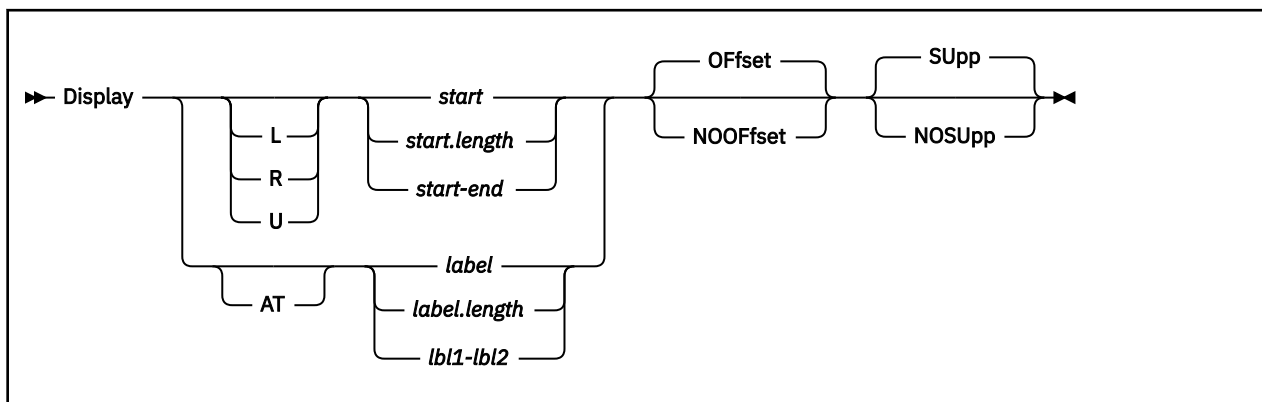 Display
L
R
U
start
start.length
start-end
AT
label
label.length
lbl1-lbl2
OFfset
NOOFfset
SUpp
NOSUpp